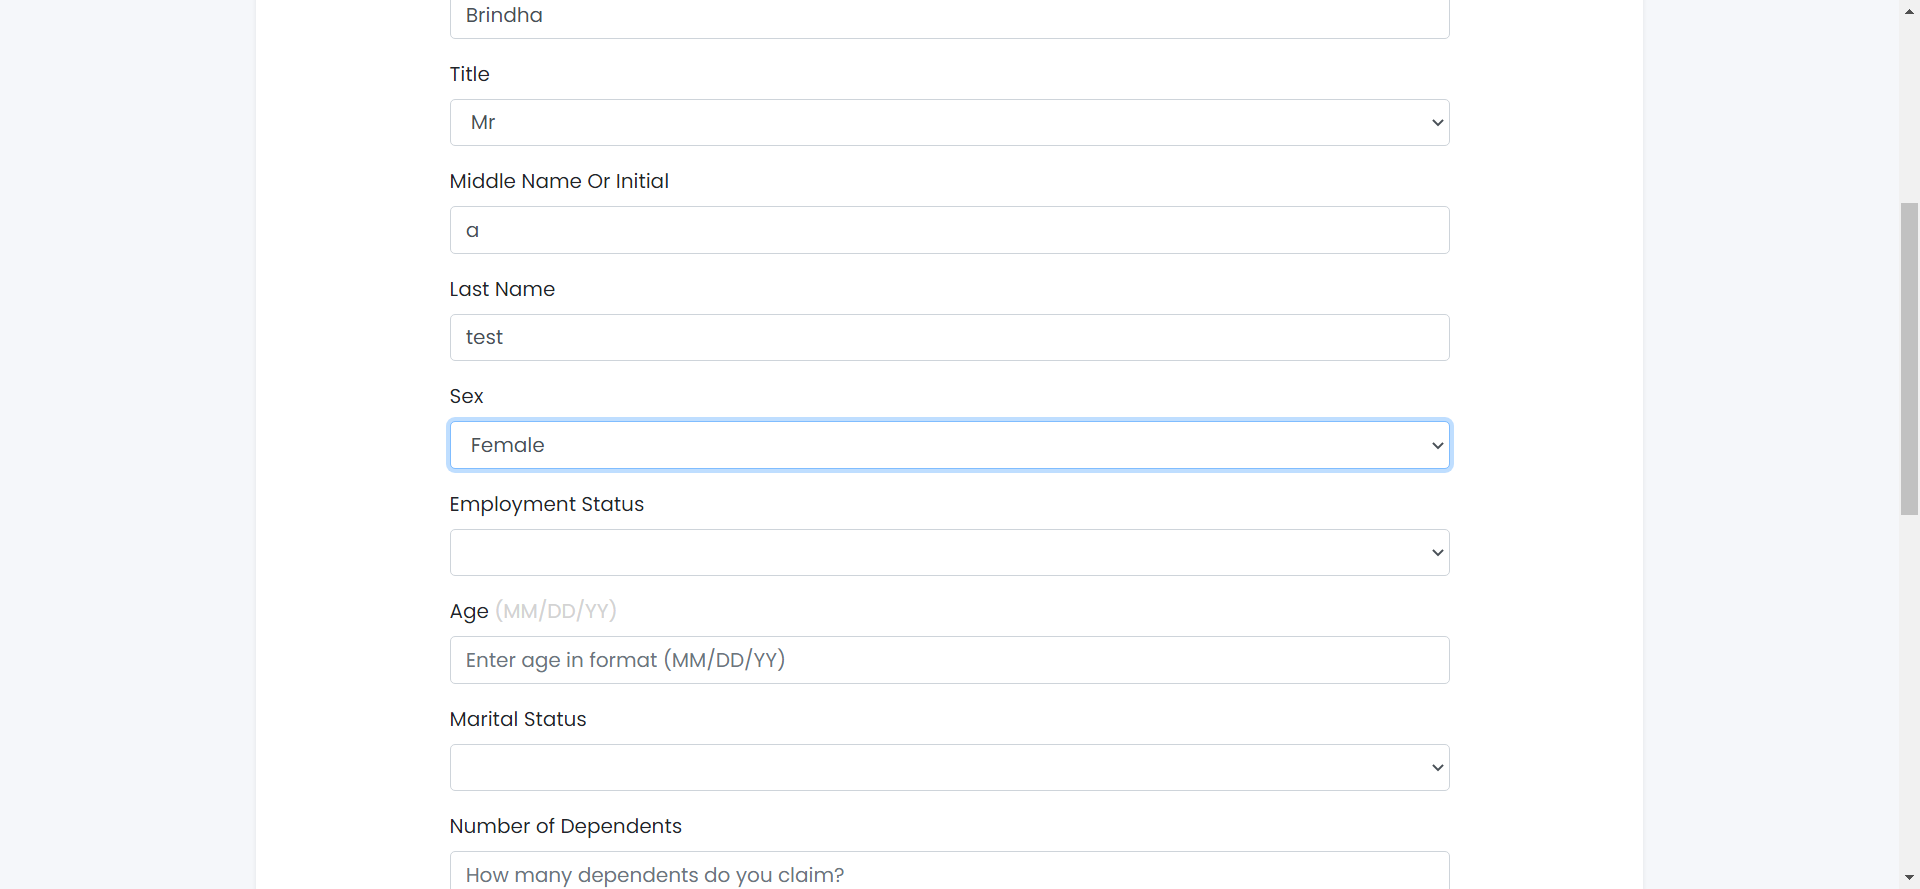 Brindha
Title
Mr
Middle Name Or Initial
a
Last Name
test
Sex
Female
Employment Status
Age (MM/DD/YY)
Enter age in format (MM/DD/YY)
Marital Status
Number of Dependents
How many dependents do you claim?